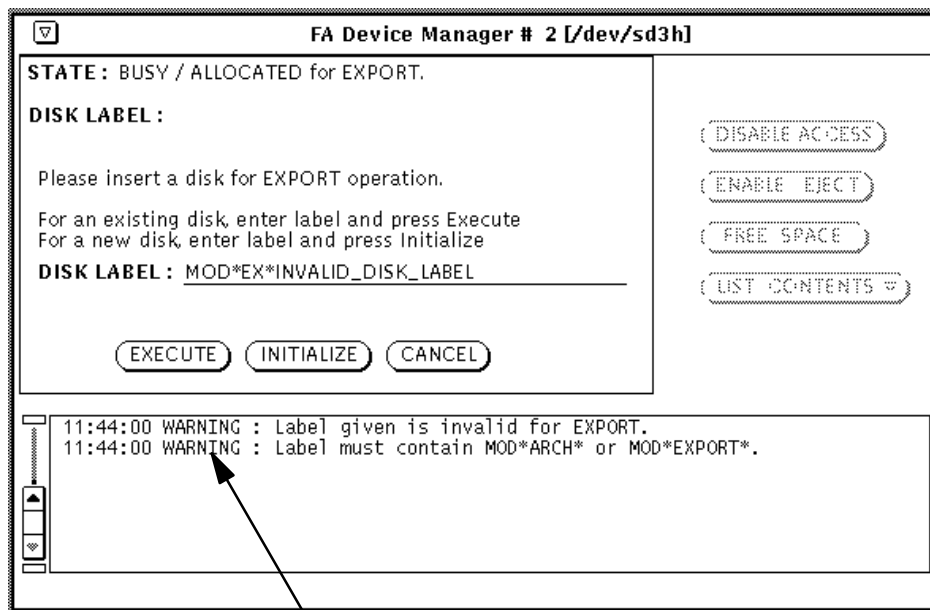 FA Device Manager # 2 [/dev/sd3h]
STATE : BUSY / ALLOCATED for EXPORT.
DISK LABEL :
Please insert a disk for EXPORT operation.
For an existing disk, enter label and press Execute
For a new disk, enter label and press Initialize
DISK LABEL : MOD*EX*INVALID_DISK_LABEL
EXECUTE INITIALIZE CANCEL
DISABLE ACCESS
ENABLE EJECT
FREE SPACE
LIST CONTENTS
11:44:00 WARNING : Label given is invalid for EXPORT.
11:44:00 WARNING : Label must contain MOD*ARCH* or MOD*EXPORT*.